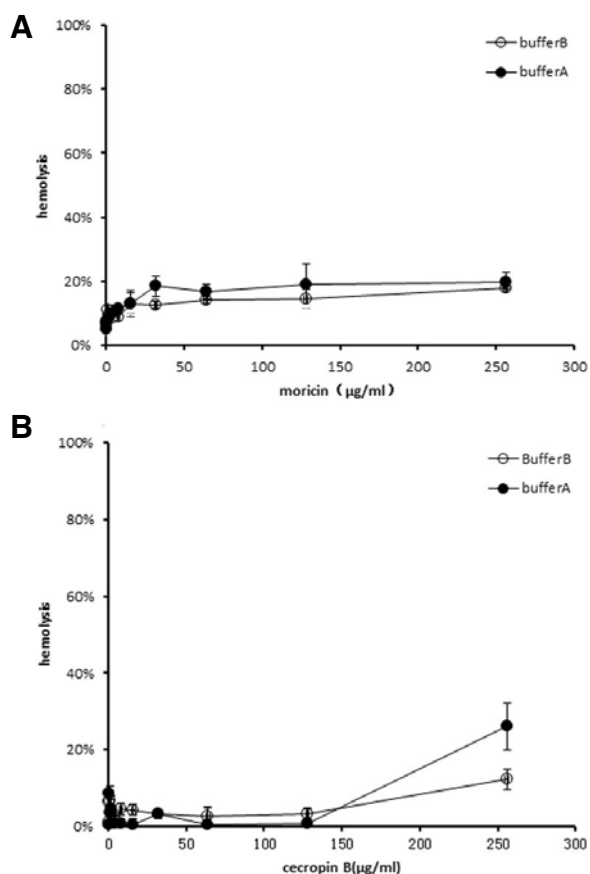 A
100%
bufferB
bufferA
80%
60%
hemolysis
40%
20%
0%
0 50 100 150 200 250 300
moricin（μg/ml）
B
100%
BufferB
bufferA
80%
60%
hemolysis
40%
20%
0%
0 50 100 150 200 250 300
cecropin B(μg/ml)